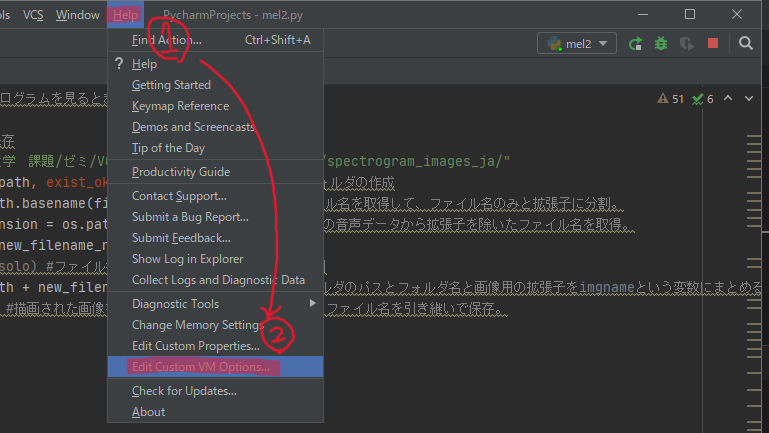 ols VCS Window Help PycharmProjects - mel2.py
Find Action... Ctrl+Shift+A
1
mel2
? Help
Getting Started
ログラムを見るとま
51 6
Keymap Reference
Demos and Screencasts
存
Tip of the Day
学 課題/ゼミ/V
/spectrogram_images_ja/"
Productivity Guide
path, exist_ok
ォルダの作成
Contact Support...
th.basename(fi
ル名を取得して、ファイル名のみと拡張子に分割。
Submit a Bug Report...
nsion = os.pat
の音声データから拡張子を除いたファイル名を取得。
Submit Feedback...
new_filename_n
Show Log in Explorer
solo) #ファイル
Collect Logs and Diagnostic Data
th + new_filen
ルダのパスとフォルダ名と画像用の拡張子をimgnameという変数にまとめる
Diagnostic Tools
#描画された画像
ファイル名を引き継いで保存。
Change Memory Settings
2
Edit Custom Properties...
Edit Custom VM Options...
Check for Updates...
About